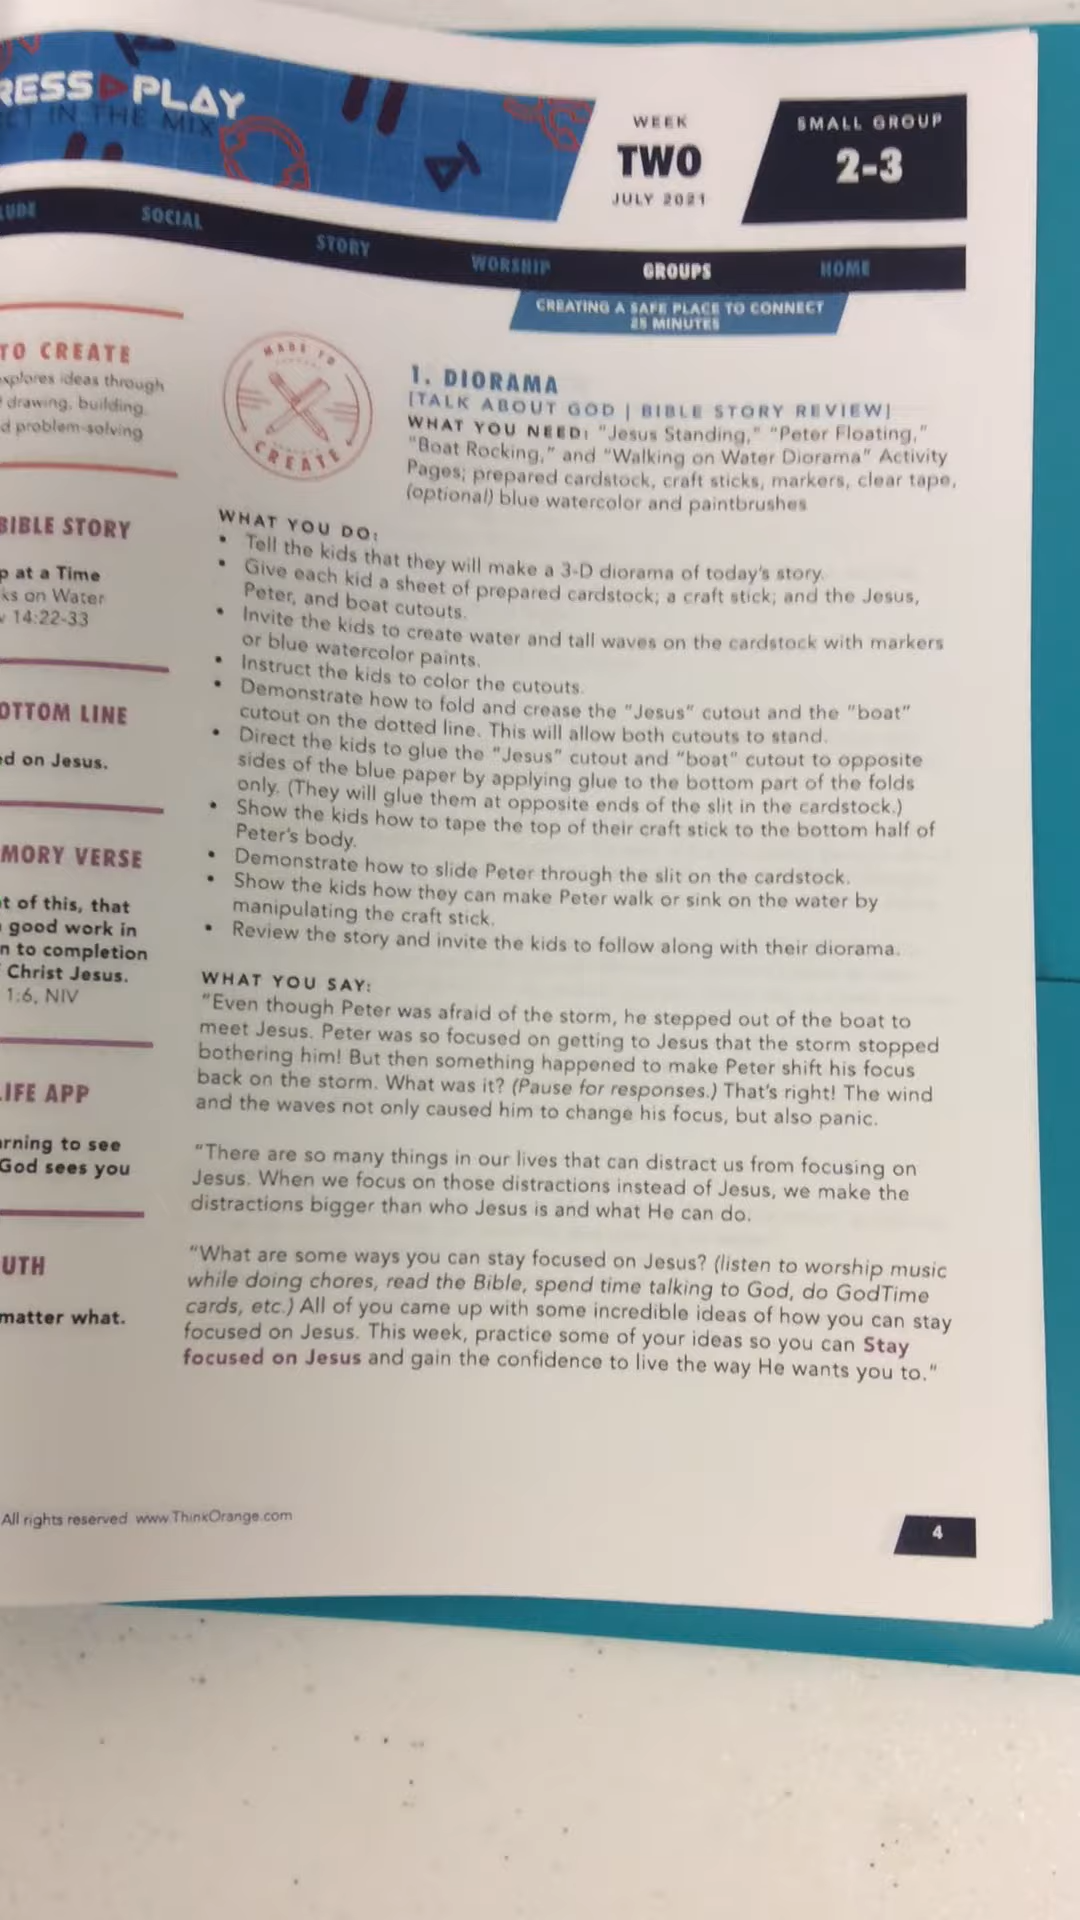 RESS PLAY
IN THE MIX
WEEK
TWO
JULY 2021
SMALL GROUP
2-3
LUDE
SOCIAL
STORY
WORSHIP
GROUPS
HOME
CREATING A SAFE PLACE TO CONNECT
25 MINUTES
TO CREATE
explores ideas through
drawing, building
d problem-solving
BIBLE STORY
p at a Time
ks on Water
14:22-33
OTTOM LINE
ed on Jesus.
MORY VERSE
t of this, that
good work in
n to completion
Christ Jesus.
1:6, NIV
LIFE APP
arning to see
God sees you
UTH
matter what.
MADE TO
CREATE
1. DIORAMA
[TALK ABOUT GOD | BIBLE STORY REVIEW]
WHAT YOU NEED: "Jesus Standing," "Peter Floating,"
"Boat Rocking," and "Walking on Water Diorama" Activity
Pages; prepared cardstock, craft sticks, markers, clear tape,
(optional) blue watercolor and paintbrushes
WHAT YOU DO:
• Tell the kids that they will make a 3-D diorama of today's story.
• Give each kid a sheet of prepared cardstock; a craft stick; and the Jesus,
Peter, and boat cutouts.
• Invite the kids to create water and tall waves on the cardstock with markers
or blue watercolor paints.
• Instruct the kids to color the cutouts.
• Demonstrate how to fold and crease the "Jesus" cutout and the "boat"
cutout on the dotted line. This will allow both cutouts to stand.
• Direct the kids to glue the "Jesus" cutout and "boat" cutout to opposite
sides of the blue paper by applying glue to the bottom part of the folds
only. (They will glue them at opposite ends of the slit in the cardstock.)
• Show the kids how to tape the top of their craft stick to the bottom half of
Peter's body.
• Demonstrate how to slide Peter through the slit on the cardstock.
• Show the kids how they can make Peter walk or sink on the water by
manipulating the craft stick.
• Review the story and invite the kids to follow along with their diorama.
WHAT YOU SAY:
"Even though Peter was afraid of the storm, he stepped out of the boat to
meet Jesus. Peter was so focused on getting to Jesus that the storm stopped
bothering him! But then something happened to make Peter shift his focus
back on the storm. What was it? (Pause for responses.) That's right! The wind
and the waves not only caused him to change his focus, but also panic.
"There are so many things in our lives that can distract us from focusing on
Jesus. When we focus on those distractions instead of Jesus, we make the
distractions bigger than who Jesus is and what He can do.
"What are some ways you can stay focused on Jesus? (listen to worship music
while doing chores, read the Bible, spend time talking to God, do GodTime
cards, etc.) All of you came up with some incredible ideas of how you can stay
focused on Jesus. This week, practice some of your ideas so you can Stay
focused on Jesus and gain the confidence to live the way He wants you to."
All rights reserved www.ThinkOrange.com
4